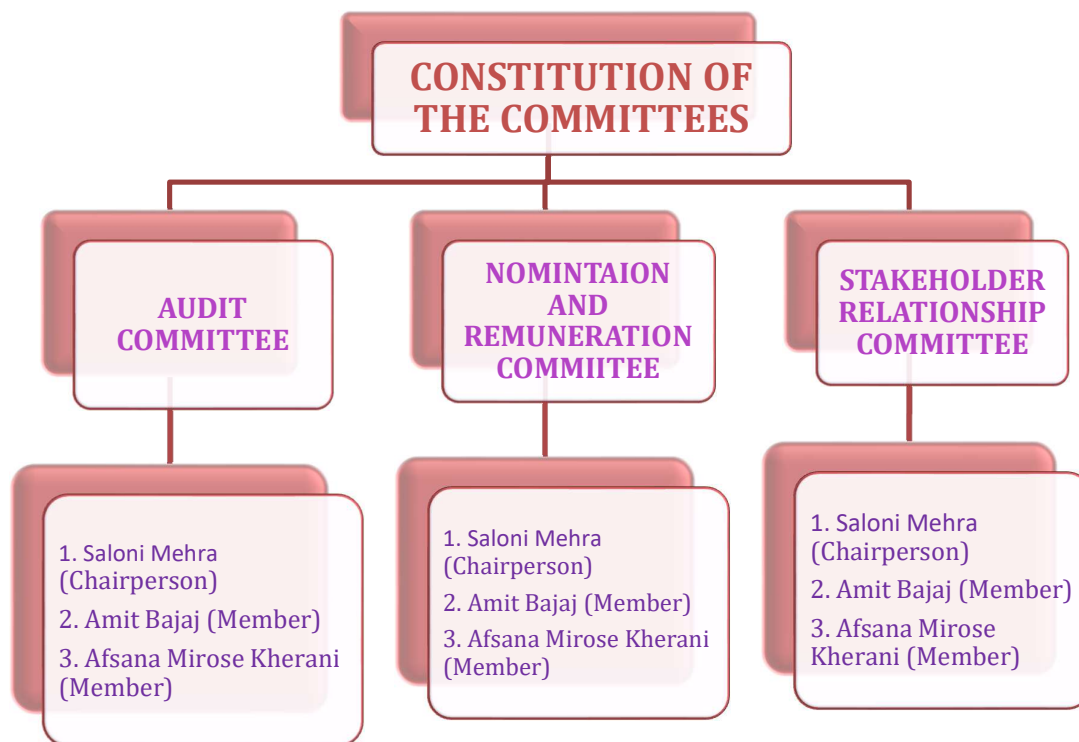 CONSTITUTION OF
THE COMMITTEES
AUDIT
COMMITTEE
NOMINTAION
AND
REMUNERATION
COMMIITEE
STAKEHOLDER
RELATIONSHIP
COMMITTEE
1. Saloni Mehra
(Chairperson)
2. Amit Bajaj (Member)
3. Afsana Mirose Kherani
(Member)
1. Saloni Mehra
(Chairperson)
2. Amit Bajaj (Member)
3. Afsana Mirose Kherani
(Member)
1. Saloni Mehra
(Chairperson)
2. Amit Bajaj (Member)
3. Afsana Mirose
Kherani (Member)